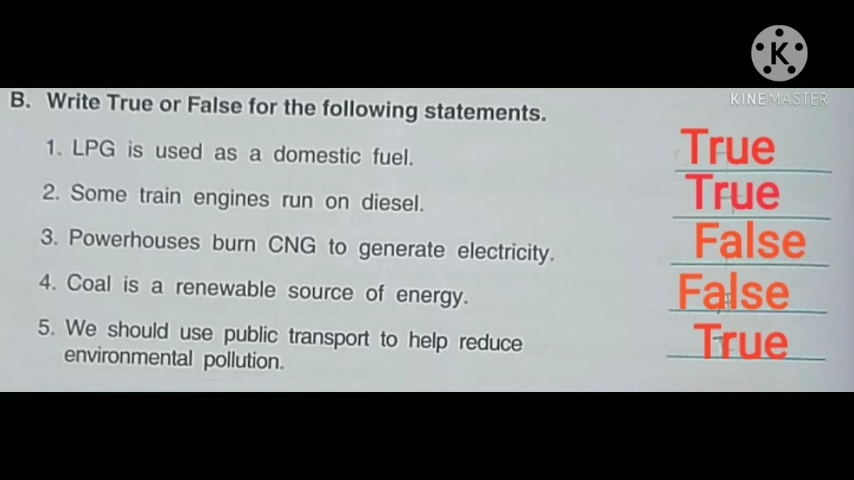 K
KINEMASTER
B. Write True or False for the following statements.
1. LPG is used as a domestic fuel. True
2. Some train engines run on diesel. True
3. Powerhouses burn CNG to generate electricity. False
4. Coal is a renewable source of energy. False
5. We should use public transport to help reduce True
environmental pollution.